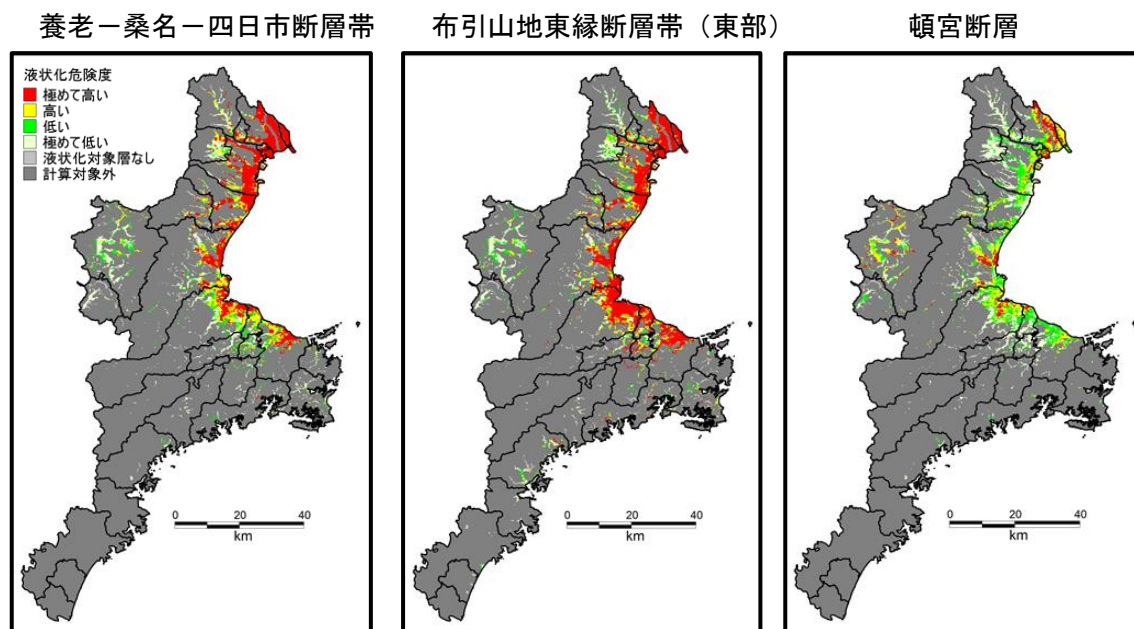 養老－桑名－四日市断層帯
布引山地東縁断層帯（東部）
頓宮断層
液状化危険度
極めて高い
高い
低い
極めて低い
液状化対象層なし
計算対象外
0 20 40
km
0 20 40
km
0 20 40
km